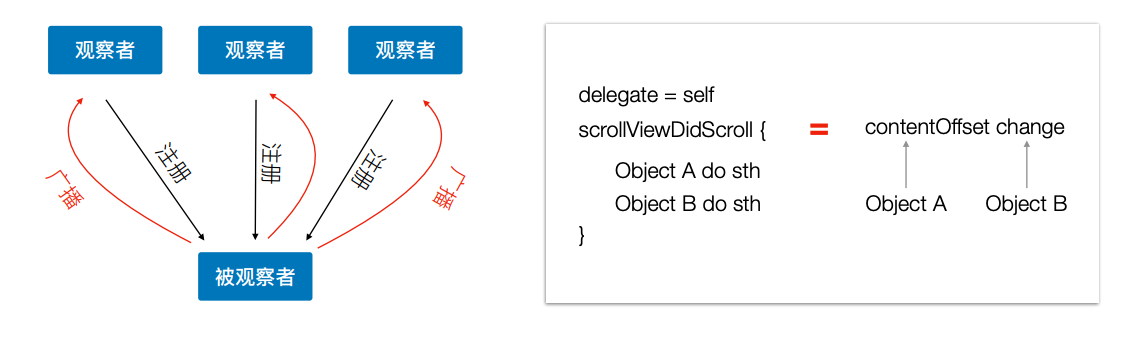 观察者
观察者
观察者
注册
注册
注册
广播
广播
被观察者
delegate = self
scrollViewDidScroll {
Object A do sth
Object B do sth
}
=
contentOffset change
Object A
Object B